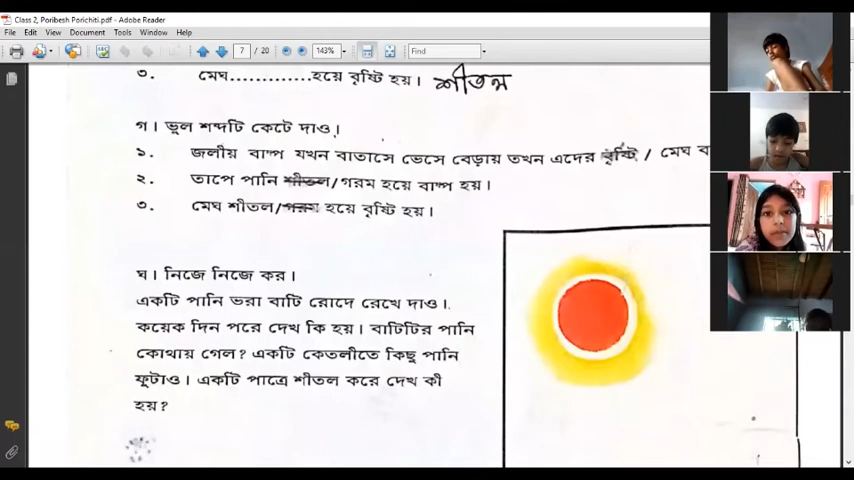 Class 2, Poribesh Porichiti.pdf - Adobe Reader
File Edit View Document Tools Window Help
7 / 20 143% Find
৩. মেঘ..............হয়ে বৃষ্টি হয়। শীতল
গ। ভুল শব্দটি কেটে দাও।
১. জলীয় বাষ্প যখন বাতাসে ভেসে বেড়ায় তখন এদের বৃষ্টি / মেঘ ব
২. তাপে পানি শীতল/গরম হয়ে বাষ্প হয়।
৩. মেঘ শীতল/গরম হয়ে বৃষ্টি হয়।
ঘ। নিজে নিজে কর।
একটি পানি ভরা বাটি রোদে রেখে দাও।
কয়েক দিন পরে দেখ কি হয়। বাটিটির পানি
কোথায় গেল? একটি কেতলীতে কিছু পানি
ফুটাও। একটি পাত্রে শীতল করে দেখ কী
হয়?